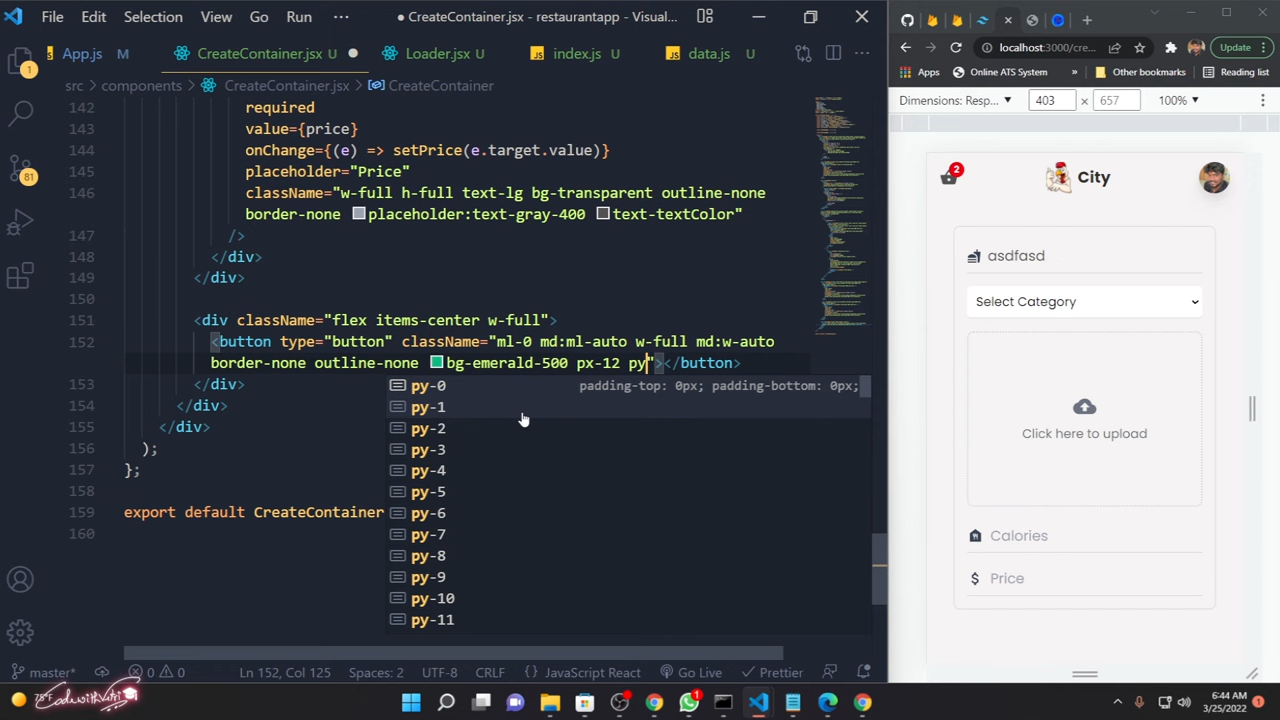 File Edit Selection View Go Run ··· ● CreateContainer.jsx - restaurantapp - Visual...
App.js M CreateContainer.jsx U ● Loader.jsx U index.js U data.js U
src > components > CreateContainer.jsx > CreateContainer
142 required
143 value={price}
144 onChange={(e) => setPrice(e.target.value)}
145 placeholder="Price"
146 className="w-full h-full text-lg bg-transparent outline-none
border-none placeholder:text-gray-400 text-textColor"
147 />
148 </div>
149 </div>
150
151 <div className="flex items-center w-full">
152 <button type="button" className="ml-0 md:ml-auto w-full md:w-auto
border-none outline-none bg-emerald-500 px-12 py"></button>
153 </div>
154 </div>
155 </div>
156 );
157 };
158
159 export default CreateContainer
160
py-0 padding-top: 0px; padding-bottom: 0px;
py-1
py-2
py-3
py-4
py-5
py-6
py-7
py-8
py-9
py-10
py-11
1
81
master* 0 0 Ln 152, Col 125 Spaces: 2 UTF-8 CRLF {} JavaScript React Go Live Prettier
localhost:3000/cre... Update
Apps Online ATS System » Other bookmarks Reading list
Dimensions: Resp... 403 × 657 100%
2 City
asdfasd
Select Category
Click here to upload
Calories
$ Price
75°F 1 6:44 AM
3/25/2022